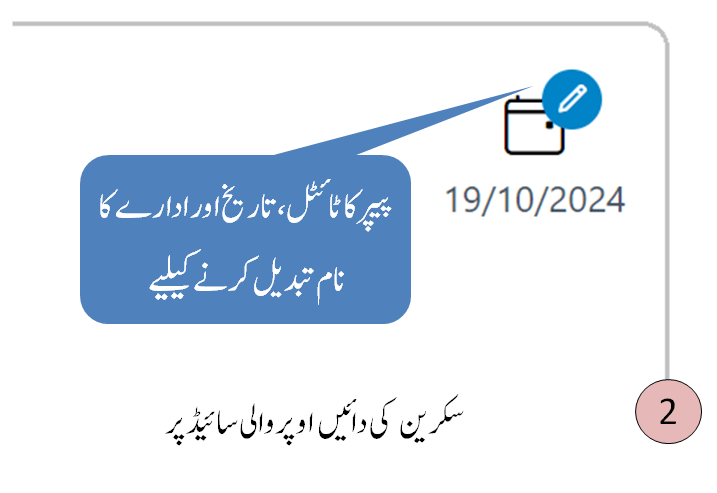 19/10/2024
پیپر کا ٹائٹل، تاریخ اور ادارے کا
نام تبدیل کرنے کیلیے
سکرین کی دائیں اوپر والی سائیڈ پر
2